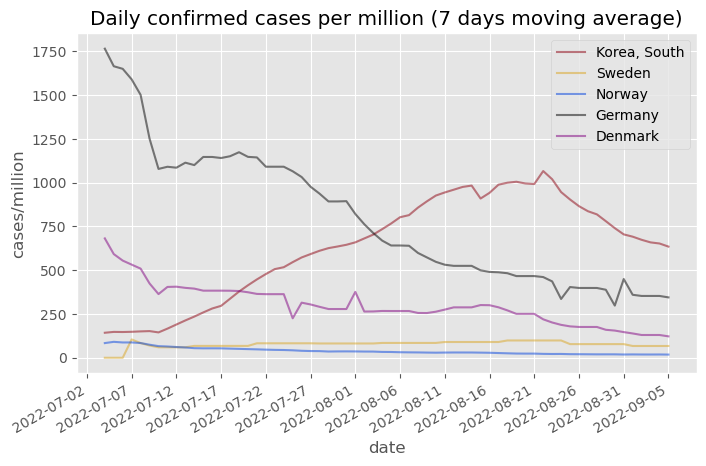 Daily confirmed cases per million (7 days moving average)
Korea, South
Sweden
Norway
Germany
Denmark
cases/million
1750
1500
1250
1000
750
500
250
0
2022-07-02
2022-07-07
2022-07-12
2022-07-17
2022-07-22
2022-07-27
2022-08-01
2022-08-06
2022-08-11
2022-08-16
2022-08-21
2022-08-26
2022-08-31
2022-09-05
date